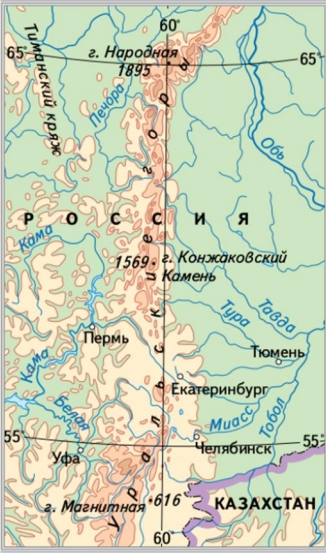 60°
65°
65°
г. Народная
1895
Тиманский кряж
Печора
Обь
Уральские горы
РОССИЯ
Кама
1569
г. Конжаковский
Камень
Тура
Тавда
Пермь
Тюмень
Кама
Екатеринбург
Белая
Миасс
Тобол
55
55°
Челябинск
Уфа
г. Магнитная
616
КАЗАХСТАН
60°